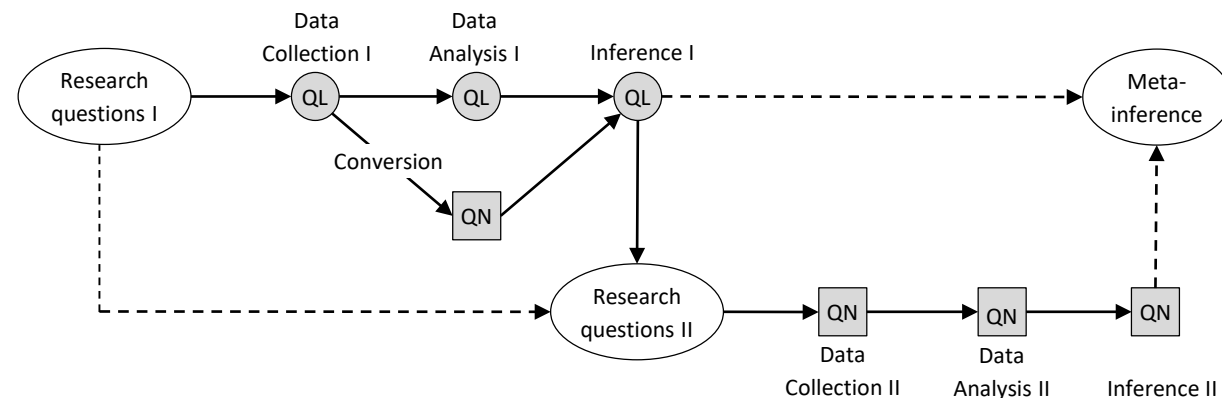 Data
Collection I
Data
Analysis I
Inference I
Research
questions I
QL
QL
QL
Meta-
inference
Conversion
QN
Research
questions II
QN
QN
QN
Data
Collection II
Data
Analysis II
Inference II